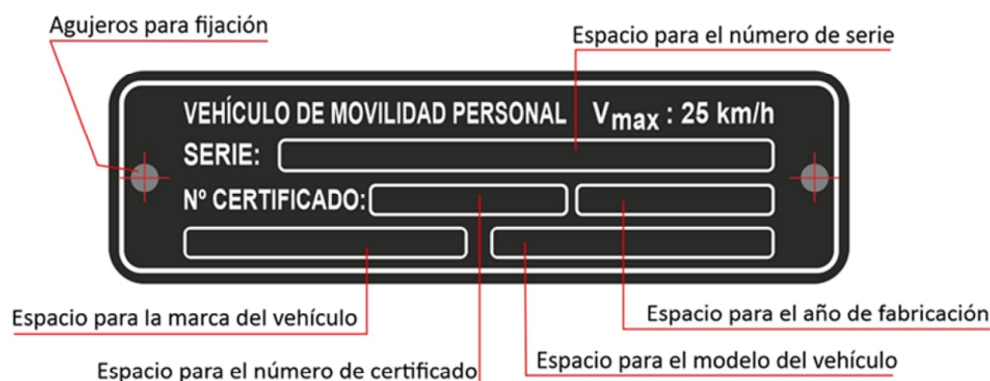 Agujeros para fijación
Espacio para el número de serie
VEHÍCULO DE MOVILIDAD PERSONAL Vmax : 25 km/h
SERIE:
Nº CERTIFICADO:
Espacio para la marca del vehículo
Espacio para el año de fabricación
Espacio para el número de certificado
Espacio para el modelo del vehículo